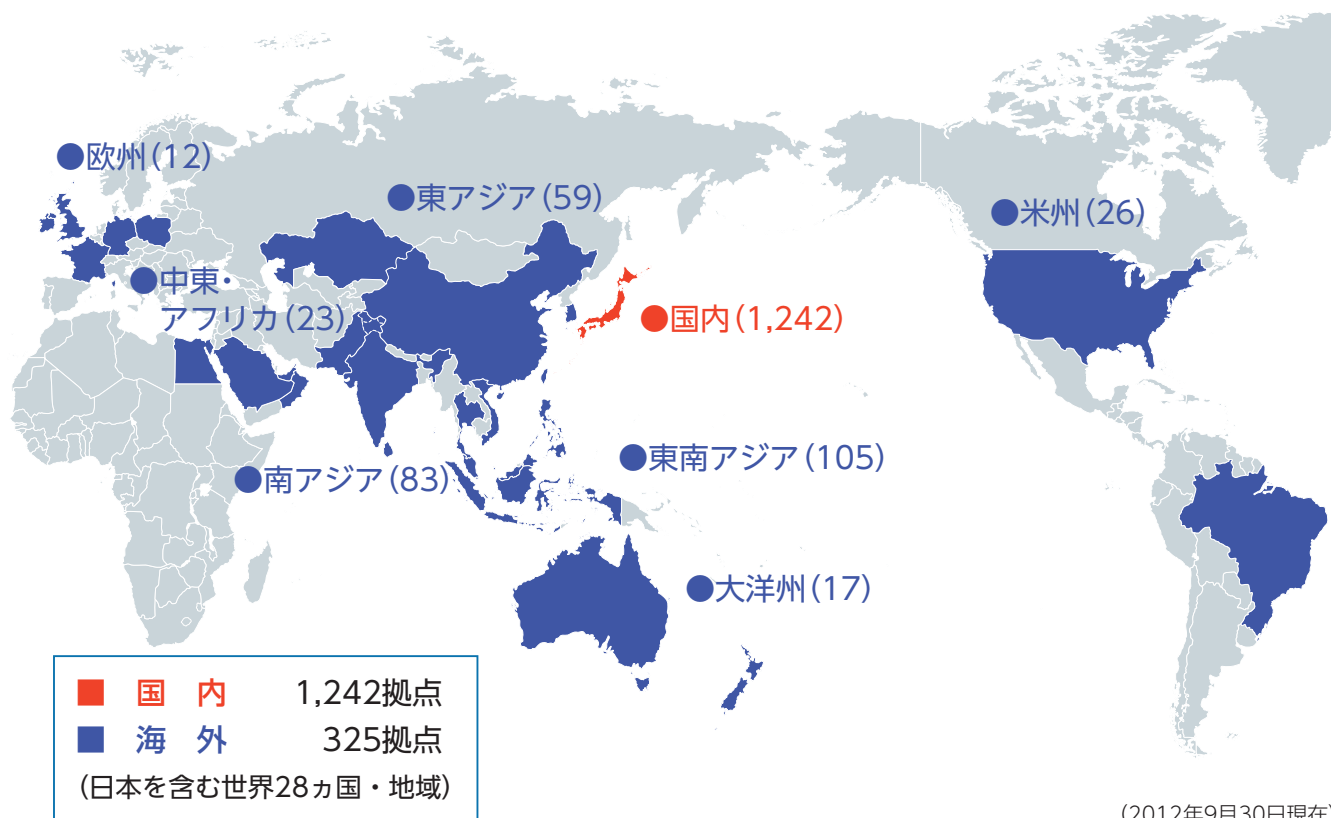 ●欧州(12)
●東アジア(59)
●米州(26)
●中東・
アフリカ(23)
●国内(1,242)
●東南アジア(105)
●南アジア(83)
●大洋州(17)
■ 国 内 1,242拠点
■ 海 外 325拠点
(日本を含む世界28ヵ国・地域)
(2012年9月30日現在)